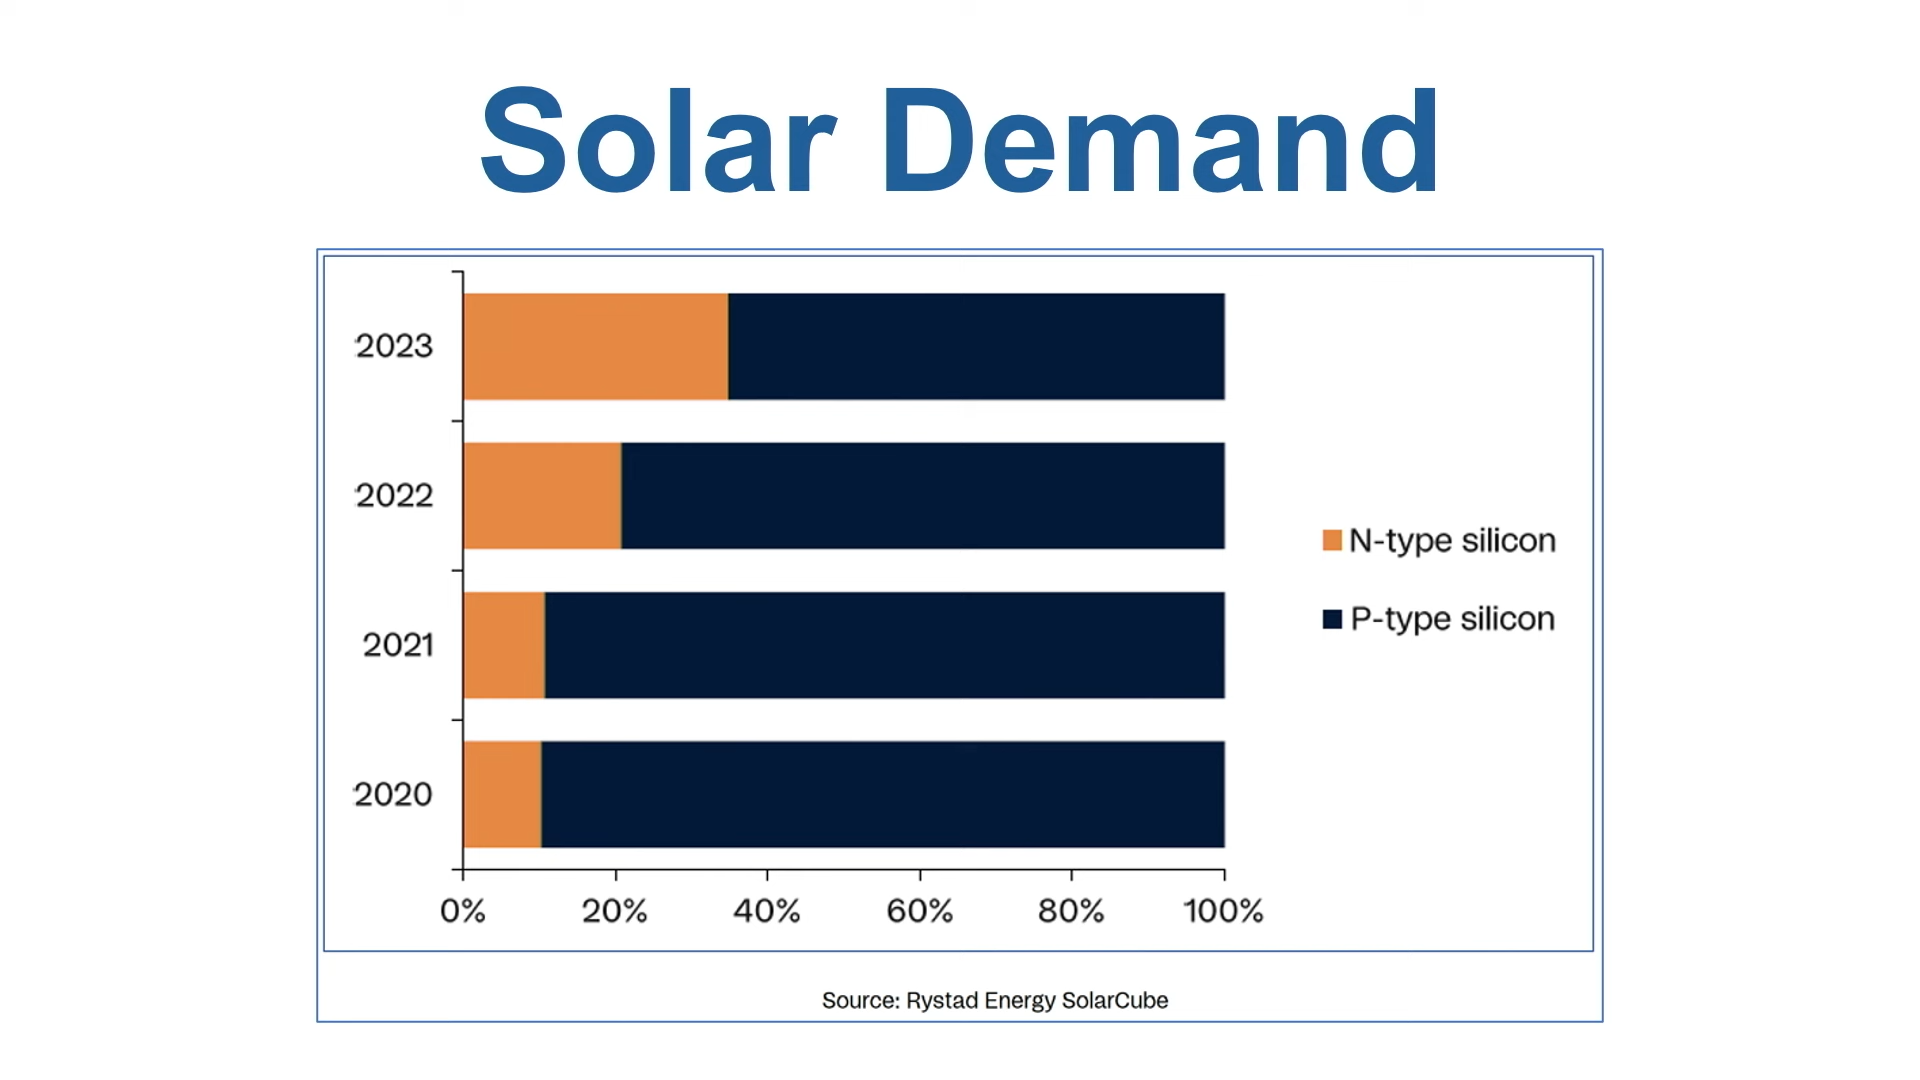 Solar Demand
2023
2022
2021
2020
0% 20% 40% 60% 80% 100%
N-type silicon
P-type silicon
Source: Rystad Energy SolarCube